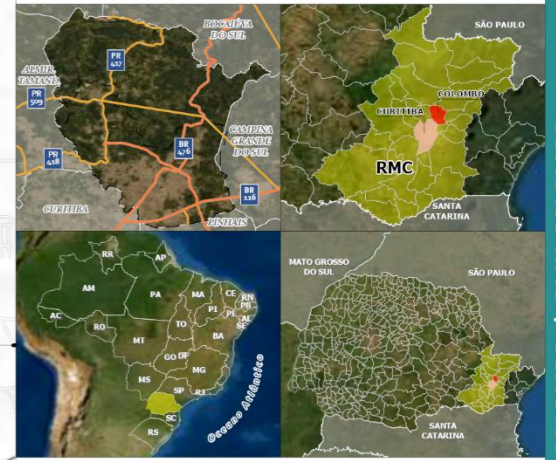 BOCAIÚVA
DO SUL
PR
417
ALMIR.
TAMAND.
PR
509
CAMPINA
GRANDE
DO SUL
BR
476
PR
418
BR
116
CURITIBA
PINHAIS
SÃO PAULO
COLOMBO
CURITIBA
RMC
SANTA
CATARINA
RR
AP
AM
PA
MA
CE
RN
PB
PE
AL
SE
PI
AC
RO
TO
BA
MT
GO
DF
MG
MS
SP
RJ
SC
RS
Oceano Atlântico
MATO GROSSO
DO SUL
SÃO PAULO
SANTA
CATARINA